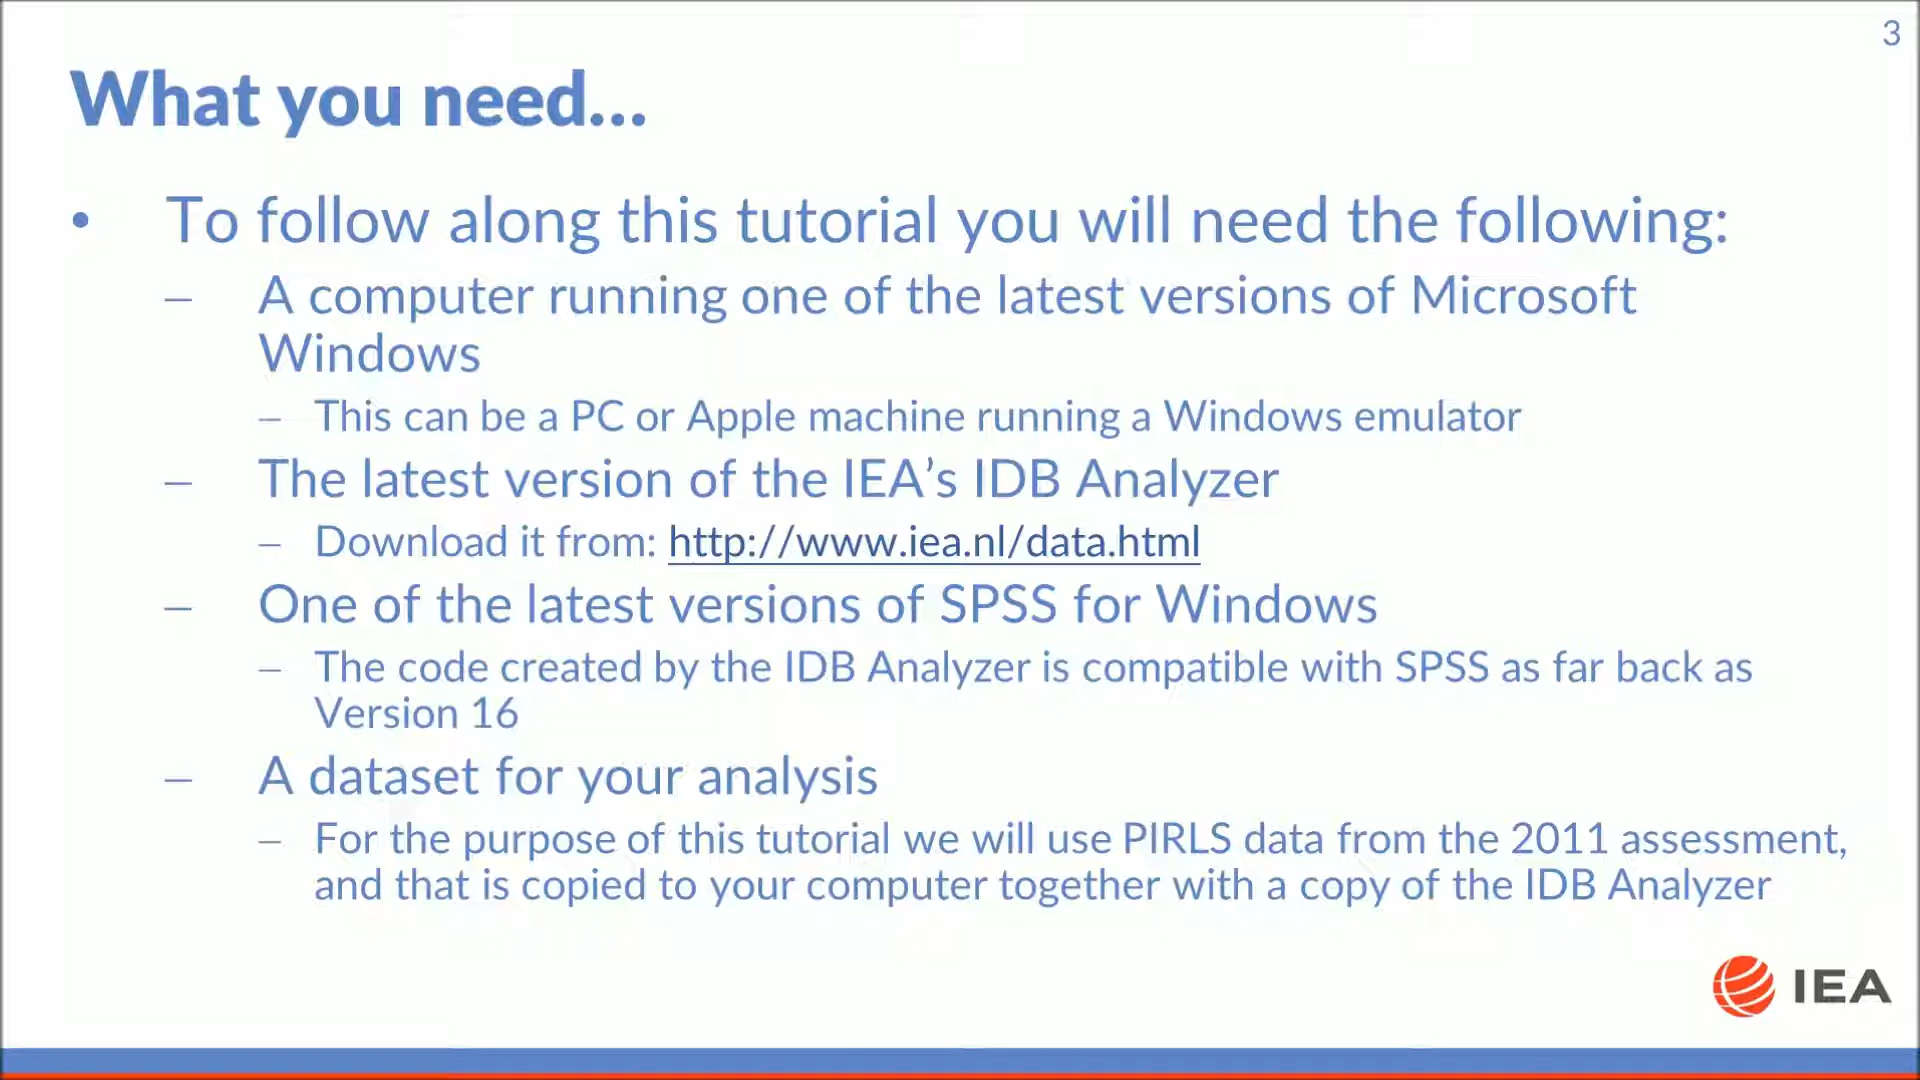 3
What you need...
• To follow along this tutorial you will need the following:
– A computer running one of the latest versions of Microsoft
Windows
– This can be a PC or Apple machine running a Windows emulator
– The latest version of the IEA’s IDB Analyzer
– Download it from: http://www.iea.nl/data.html
– One of the latest versions of SPSS for Windows
– The code created by the IDB Analyzer is compatible with SPSS as far back as
Version 16
– A dataset for your analysis
– For the purpose of this tutorial we will use PIRLS data from the 2011 assessment,
and that is copied to your computer together with a copy of the IDB Analyzer
IEA